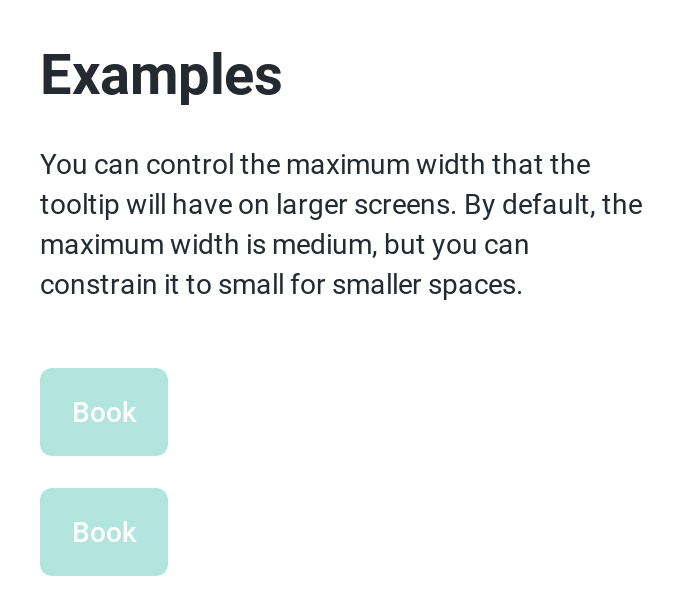 Examples
You can control the maximum width that the
tooltip will have on larger screens. By default, the
maximum width is medium, but you can
constrain it to small for smaller spaces.
Book
Book